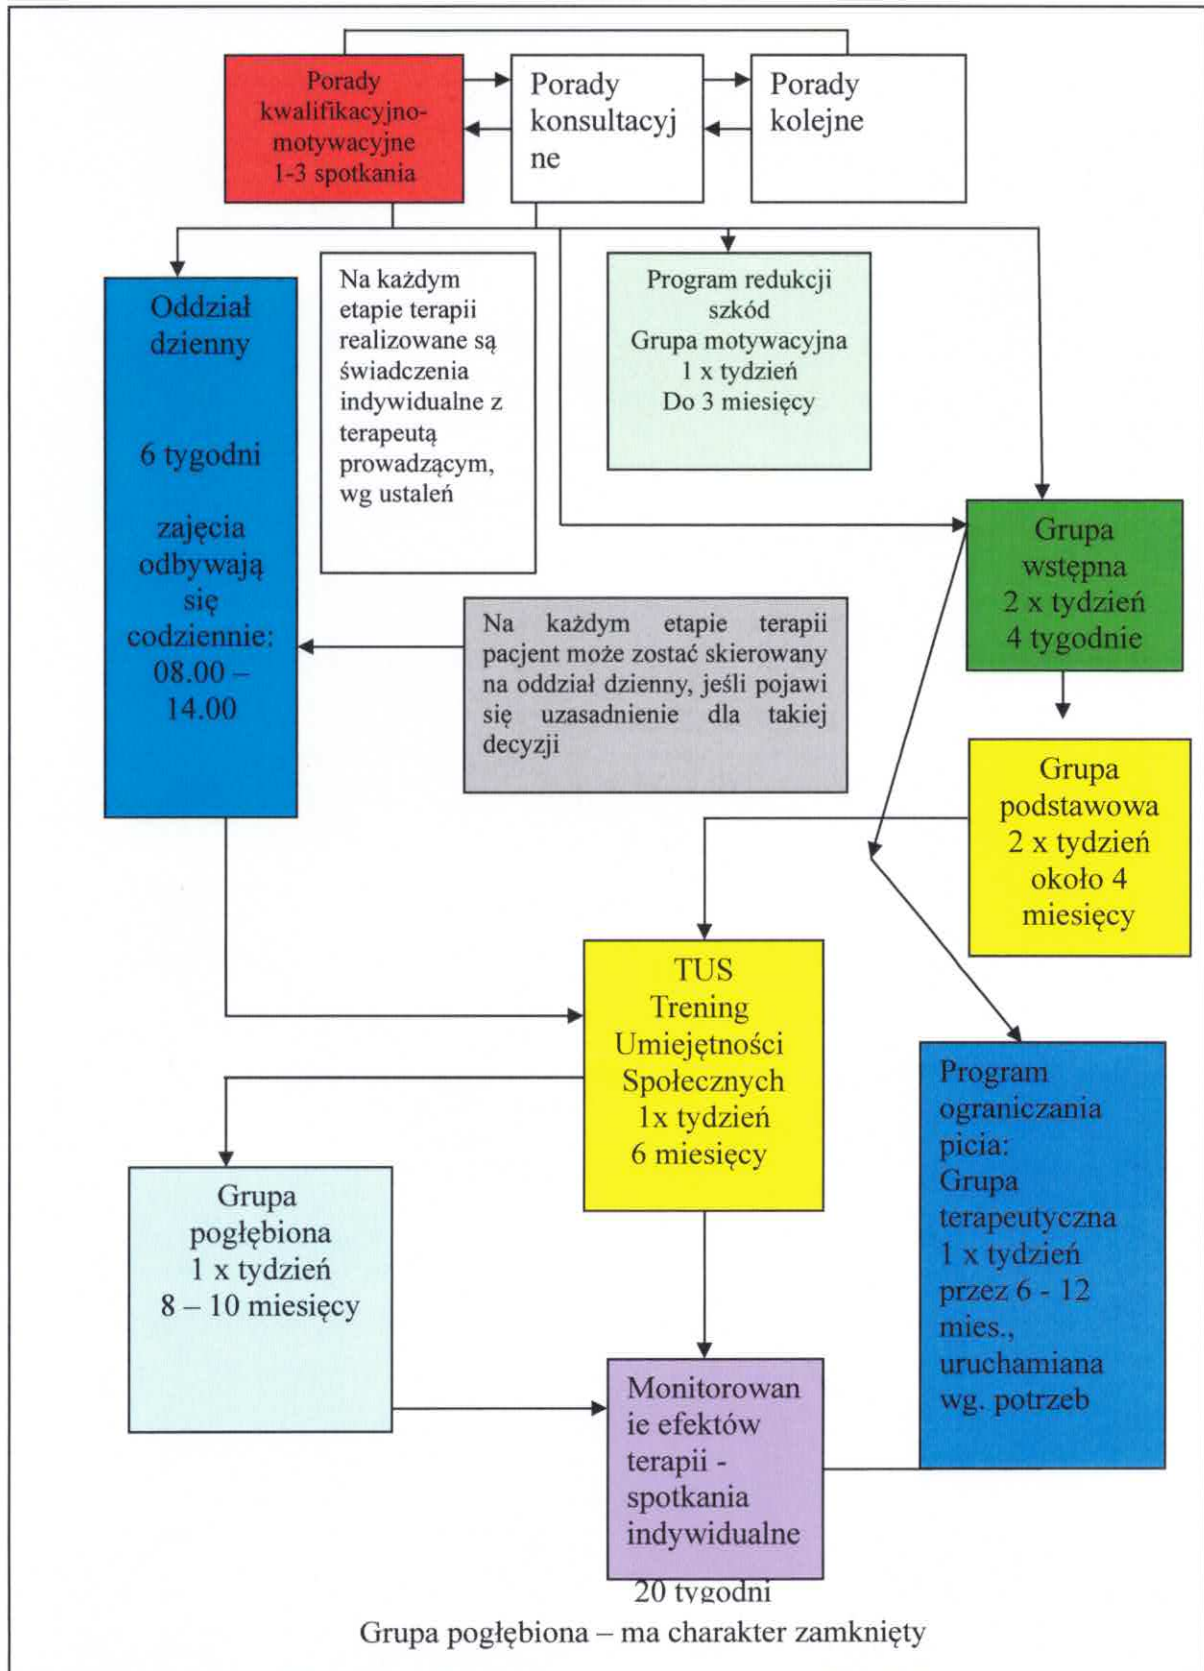 Porady
kwalifikacyjno-
motywacyjne
1-3 spotkania
Porady
konsultacyj
ne
Porady
kolejne
Oddział
dzienny
6 tygodni
zajęcia
odbywają
się
codziennie:
08.00 –
14.00
Na każdym
etapie terapii
realizowane są
świadczenia
indywidualne z
terapeutą
prowadzącym,
wg ustaleń
Program redukcji
szkód
Grupa motywacyjna
1 x tydzień
Do 3 miesięcy
Grupa
wstępna
2 x tydzień
4 tygodnie
Na każdym etapie terapii
pacjent może zostać skierowany
na oddział dzienny, jeśli pojawi
się uzasadnienie dla takiej
decyzji
Grupa
podstawowa
2 x tydzień
około 4
miesięcy
TUS
Trening
Umiejętności
Społecznych
1x tydzień
6 miesięcy
Program
ograniczania
picia:
Grupa
terapeutyczna
1 x tydzień
przez 6 - 12
mies.,
uruchamiana
wg. potrzeb
Grupa
pogłębiona
1 x tydzień
8 – 10 miesięcy
Monitorowan
ie efektów
terapii -
spotkania
indywidualne
20 tygodni
Grupa pogłębiona – ma charakter zamknięty